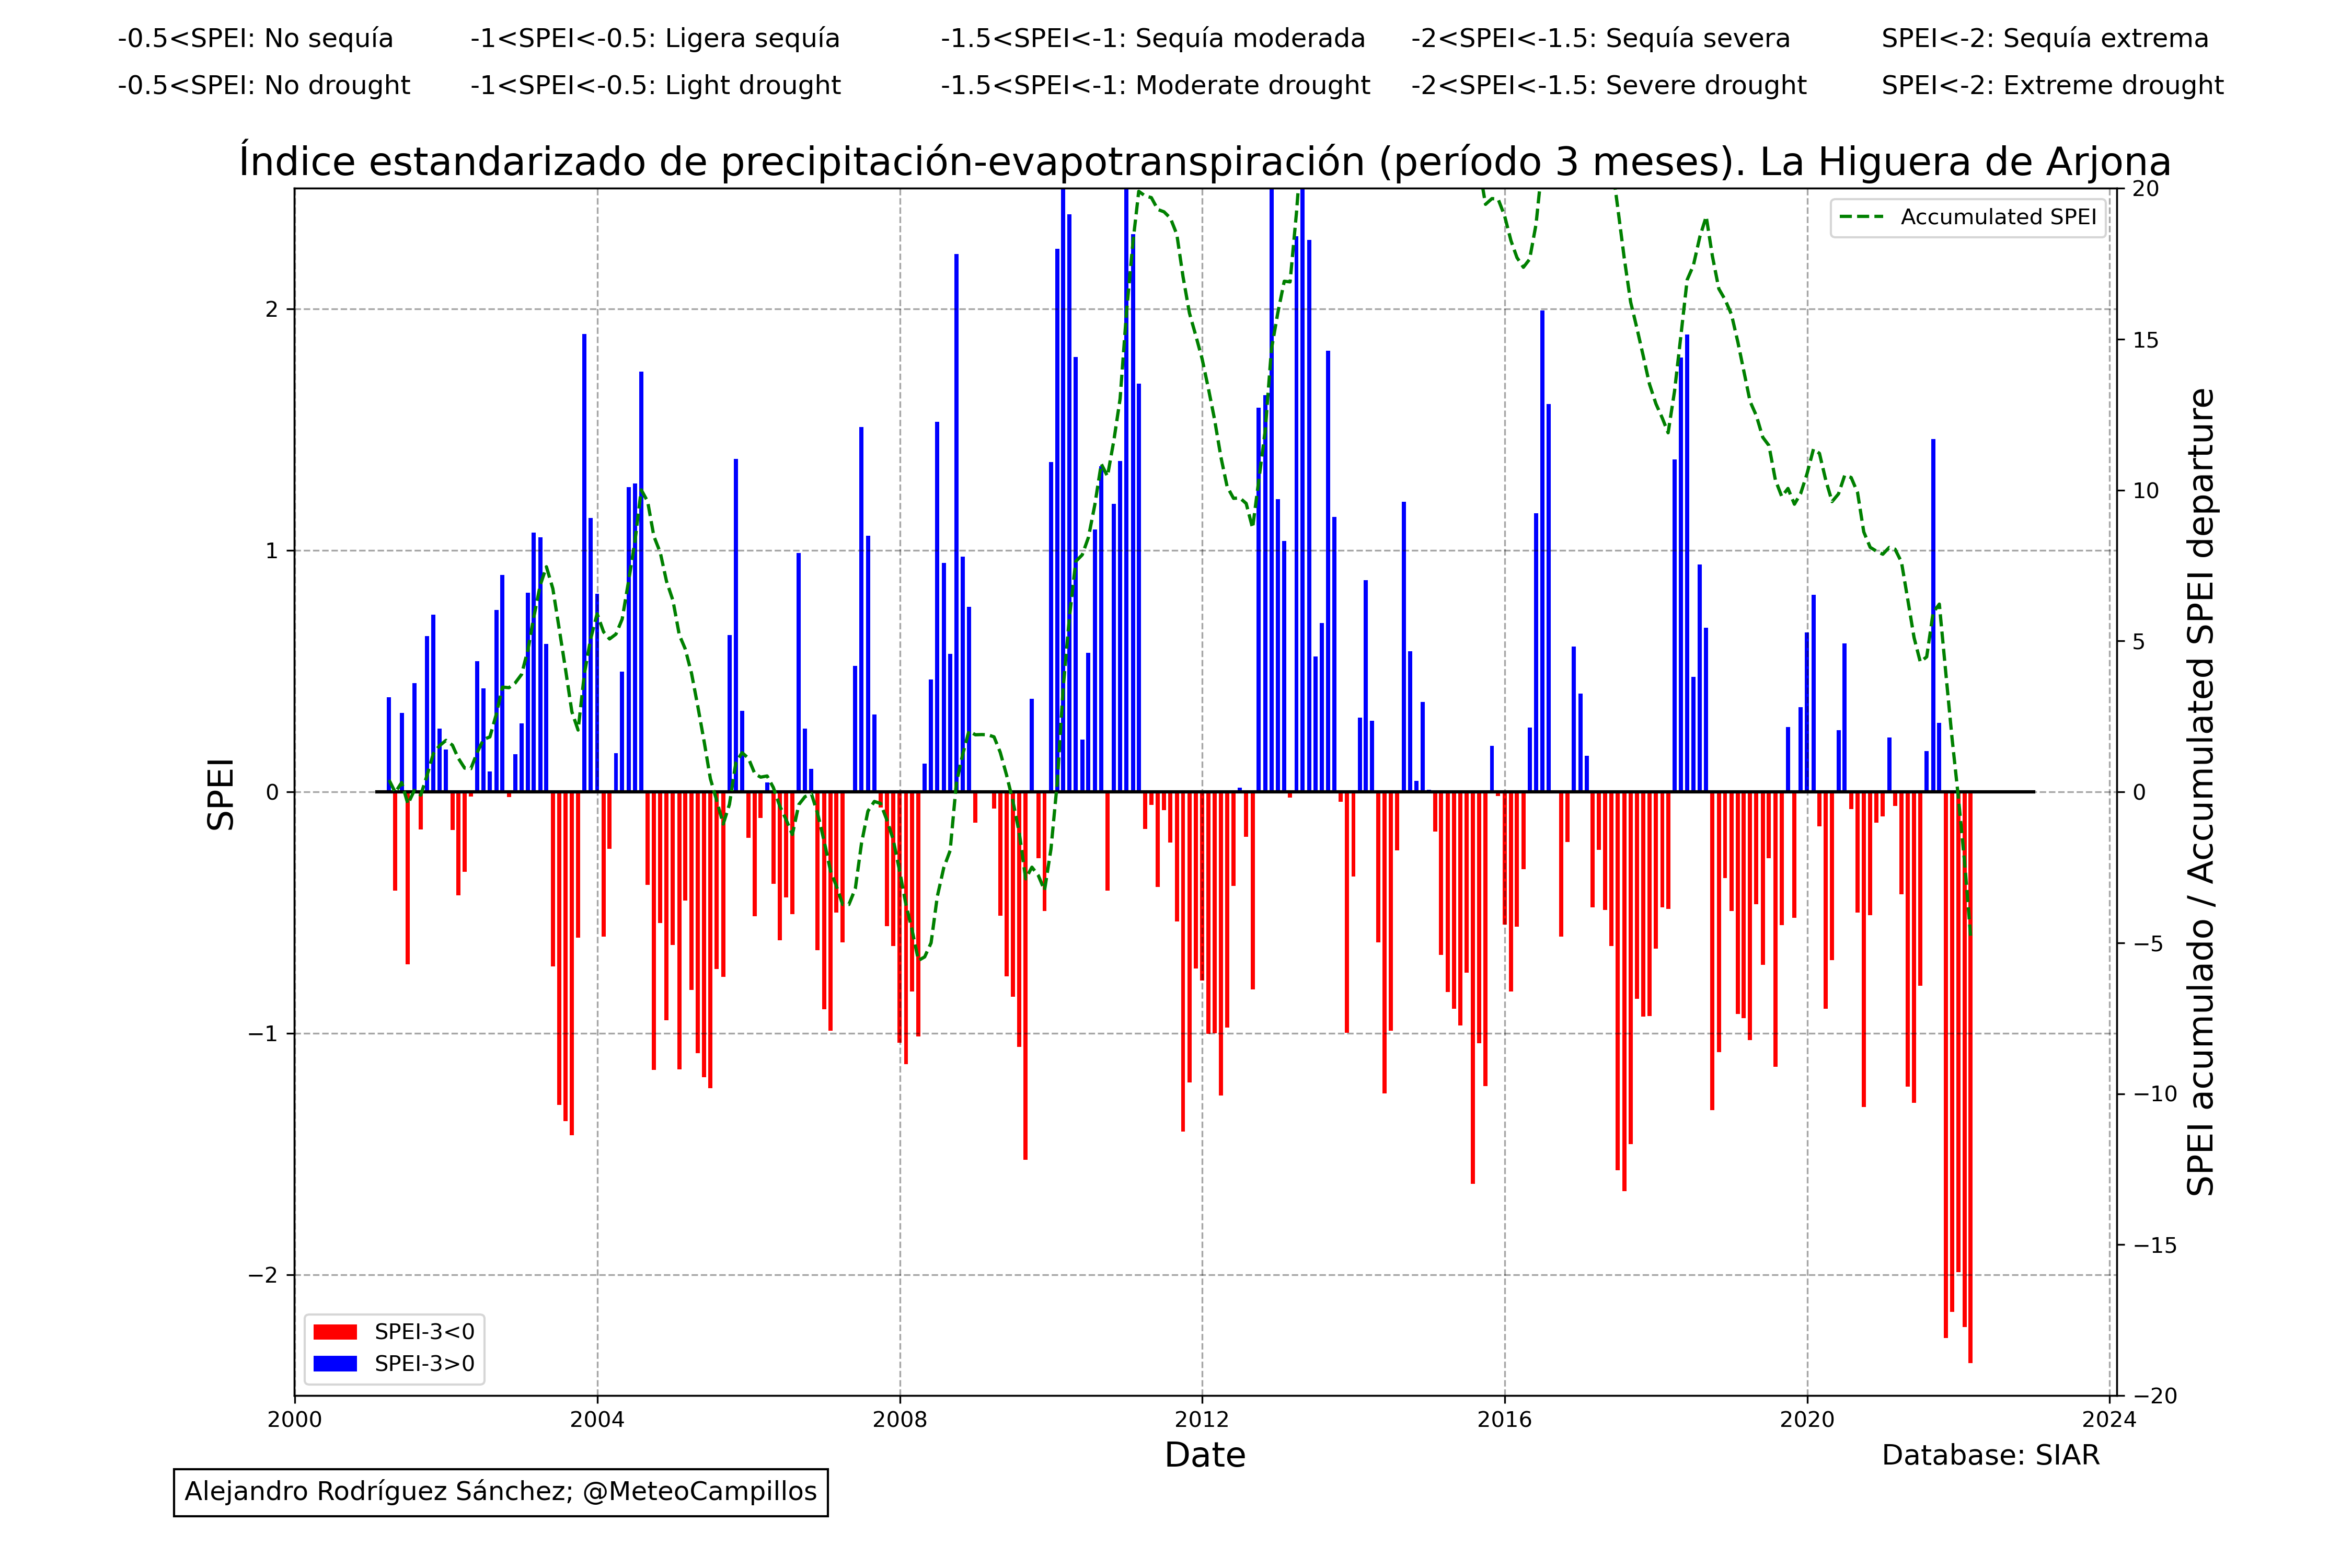 -0.5<SPEI: No sequía -1<SPEI<-0.5: Ligera sequía -1.5<SPEI<-1: Sequía moderada -2<SPEI<-1.5: Sequía severa SPEI<-2: Sequía extrema
-0.5<SPEI: No drought -1<SPEI<-0.5: Light drought -1.5<SPEI<-1: Moderate drought -2<SPEI<-1.5: Severe drought SPEI<-2: Extreme drought
Índice estandarizado de precipitación-evapotranspiración (período 3 meses). La Higuera de Arjona
Accumulated SPEI
2
1
0
−1
−2
SPEI
20
15
10
5
0
−5
−10
−15
−20
SPEI acumulado / Accumulated SPEI departure
SPEI-3<0
SPEI-3>0
2000 2004 2008 2012 2016 2020 2024
Date
Database: SIAR
Alejandro Rodríguez Sánchez; @MeteoCampillos